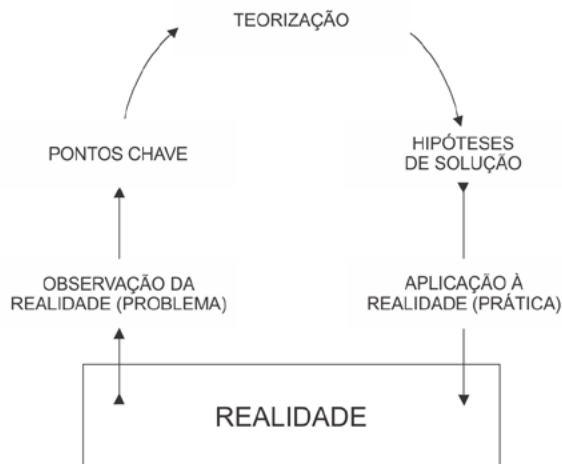 TEORIZAÇÃO
PONTOS CHAVE
HIPÓTESES
DE SOLUÇÃO
OBSERVAÇÃO DA
REALIDADE (PROBLEMA)
APLICAÇÃO À
REALIDADE (PRÁTICA)
REALIDADE